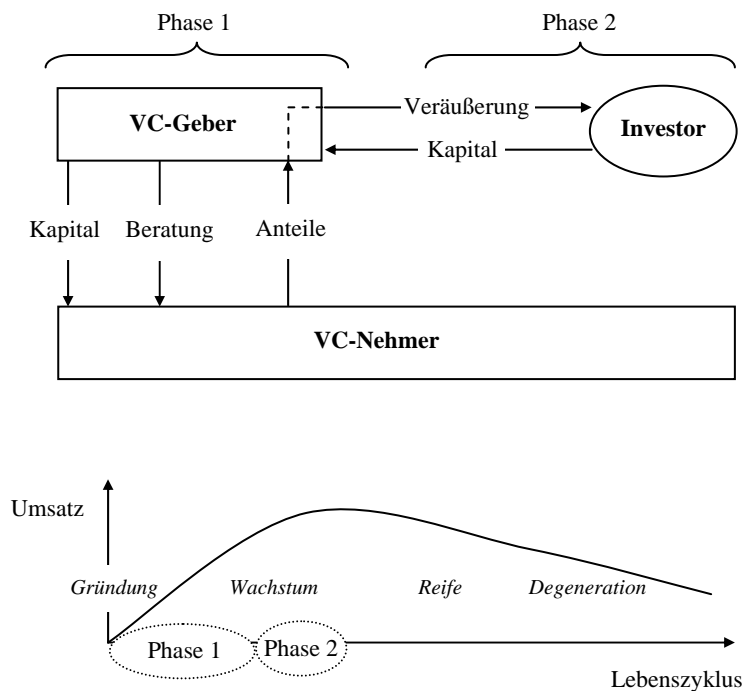 Phase 1
Phase 2
VC-Geber
Veräußerung
Investor
Kapital
Kapital
Beratung
Anteile
VC-Nehmer
Umsatz
Gründung
Wachstum
Reife
Degeneration
Phase 1
Phase 2
Lebenszyklus